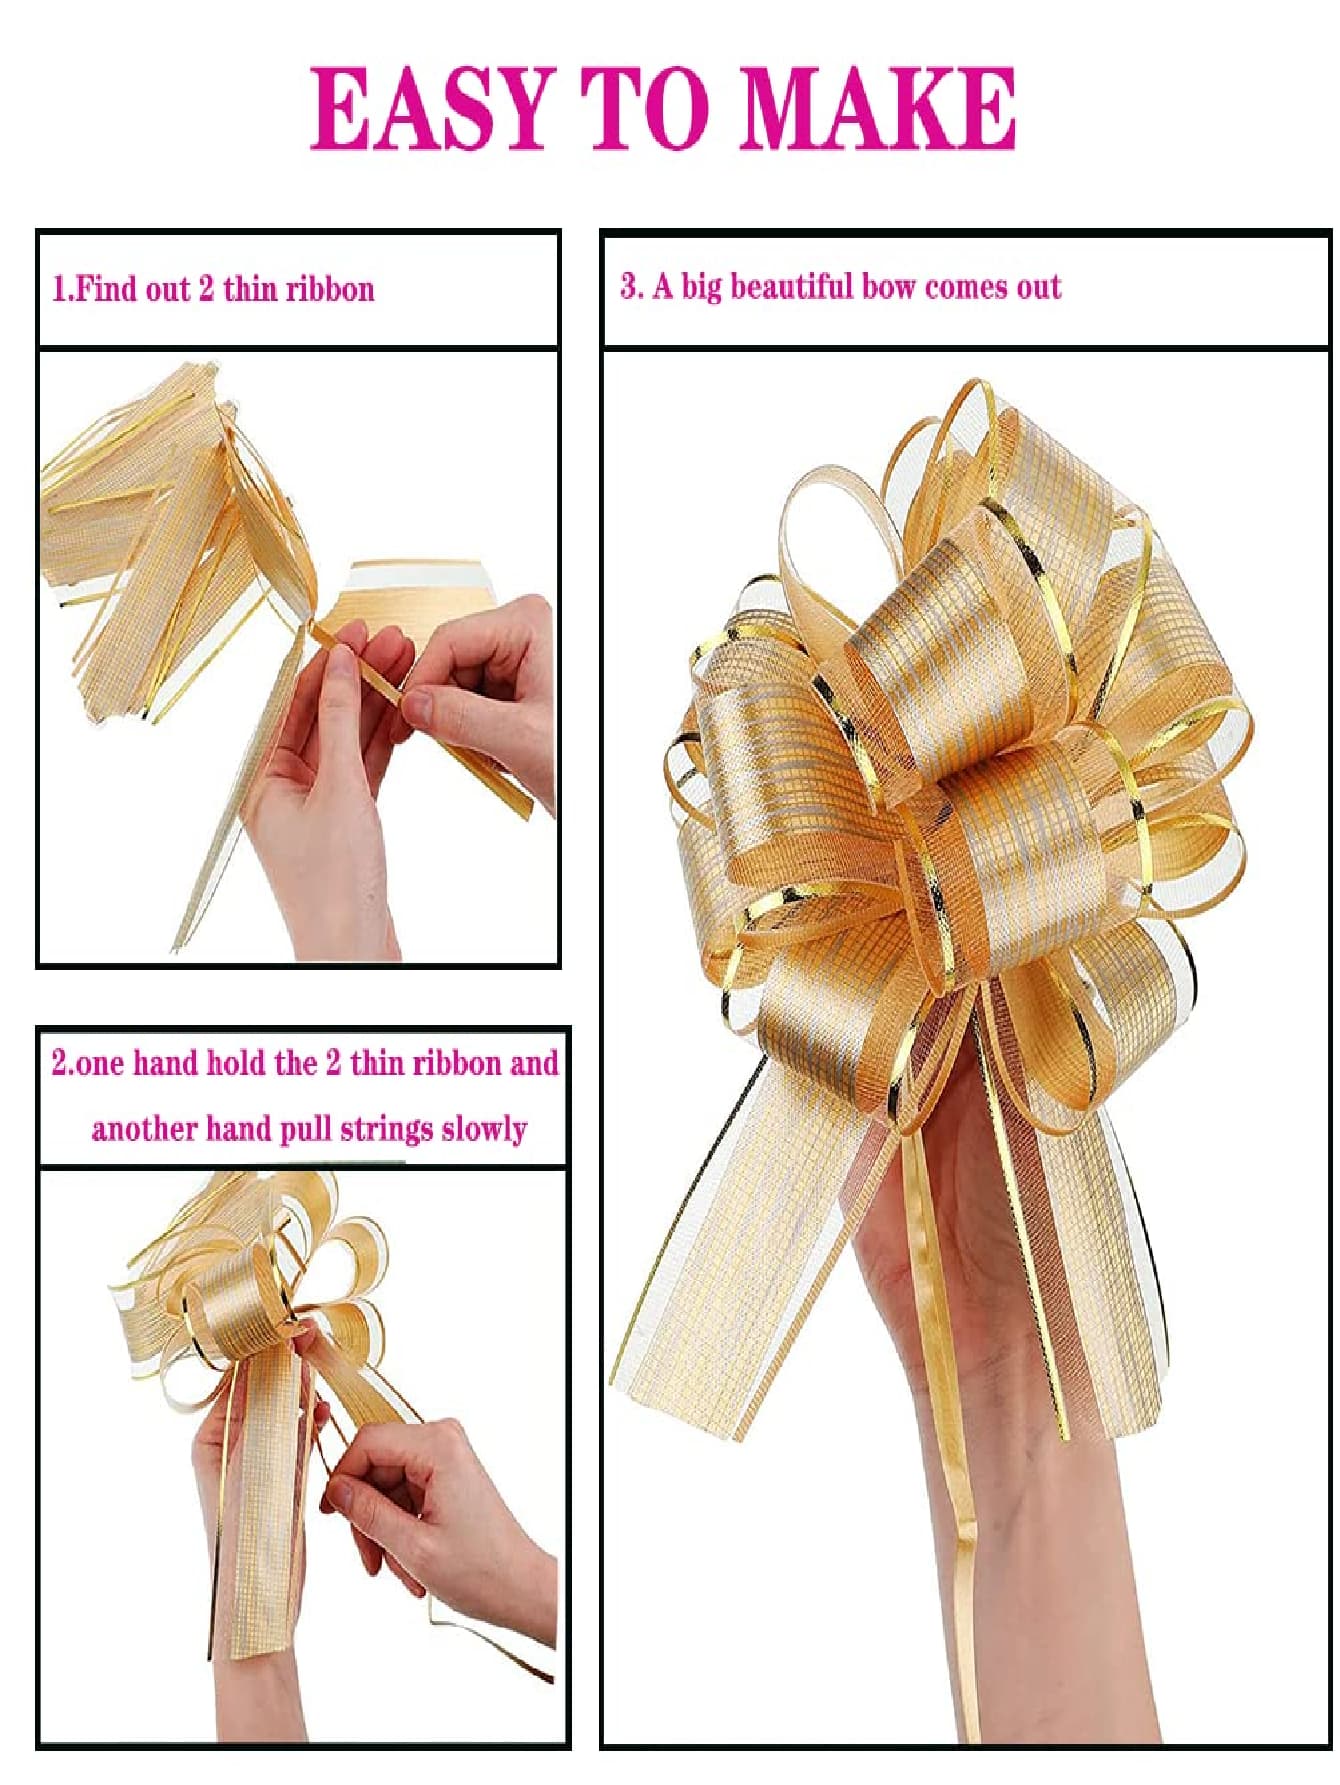 EASY TO MAKE
1.Find out 2 thin ribbon
3. A big beautiful bow comes out
2.one hand hold the 2 thin ribbon and
another hand pull strings slowly